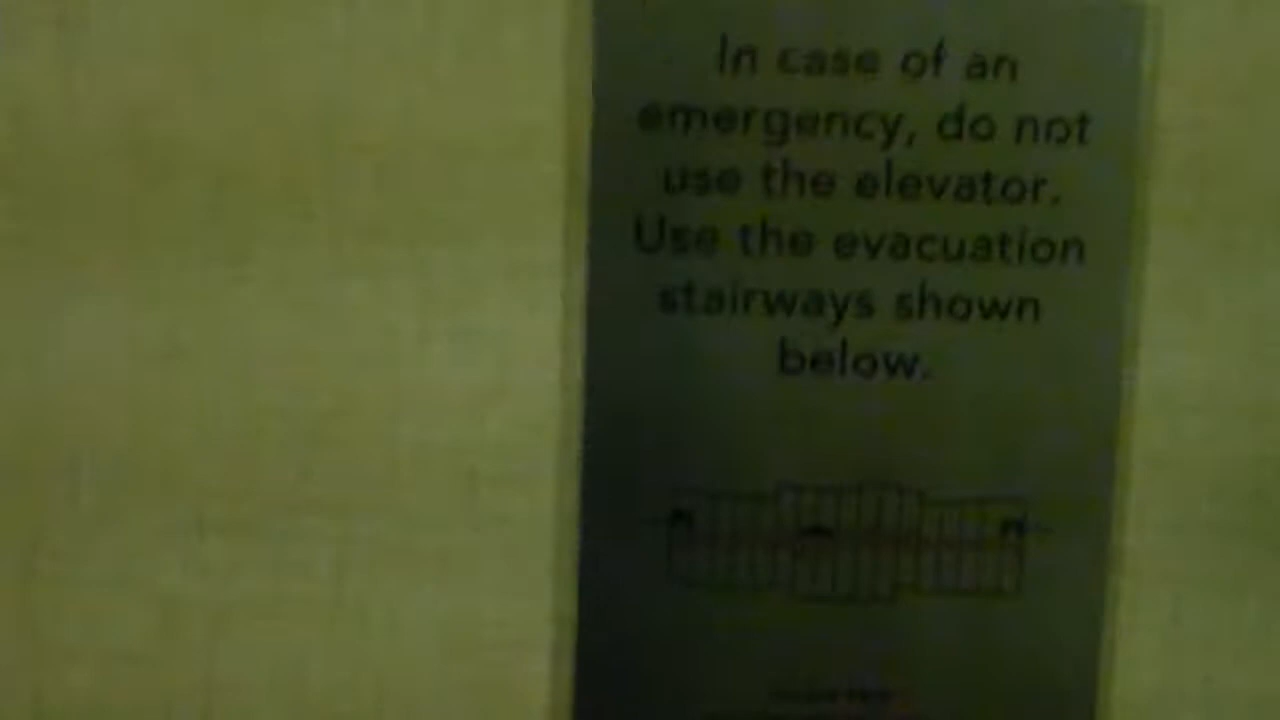 In case of an
emergency, do not
use the elevator.
Use the evacuation
stairways shown
below.